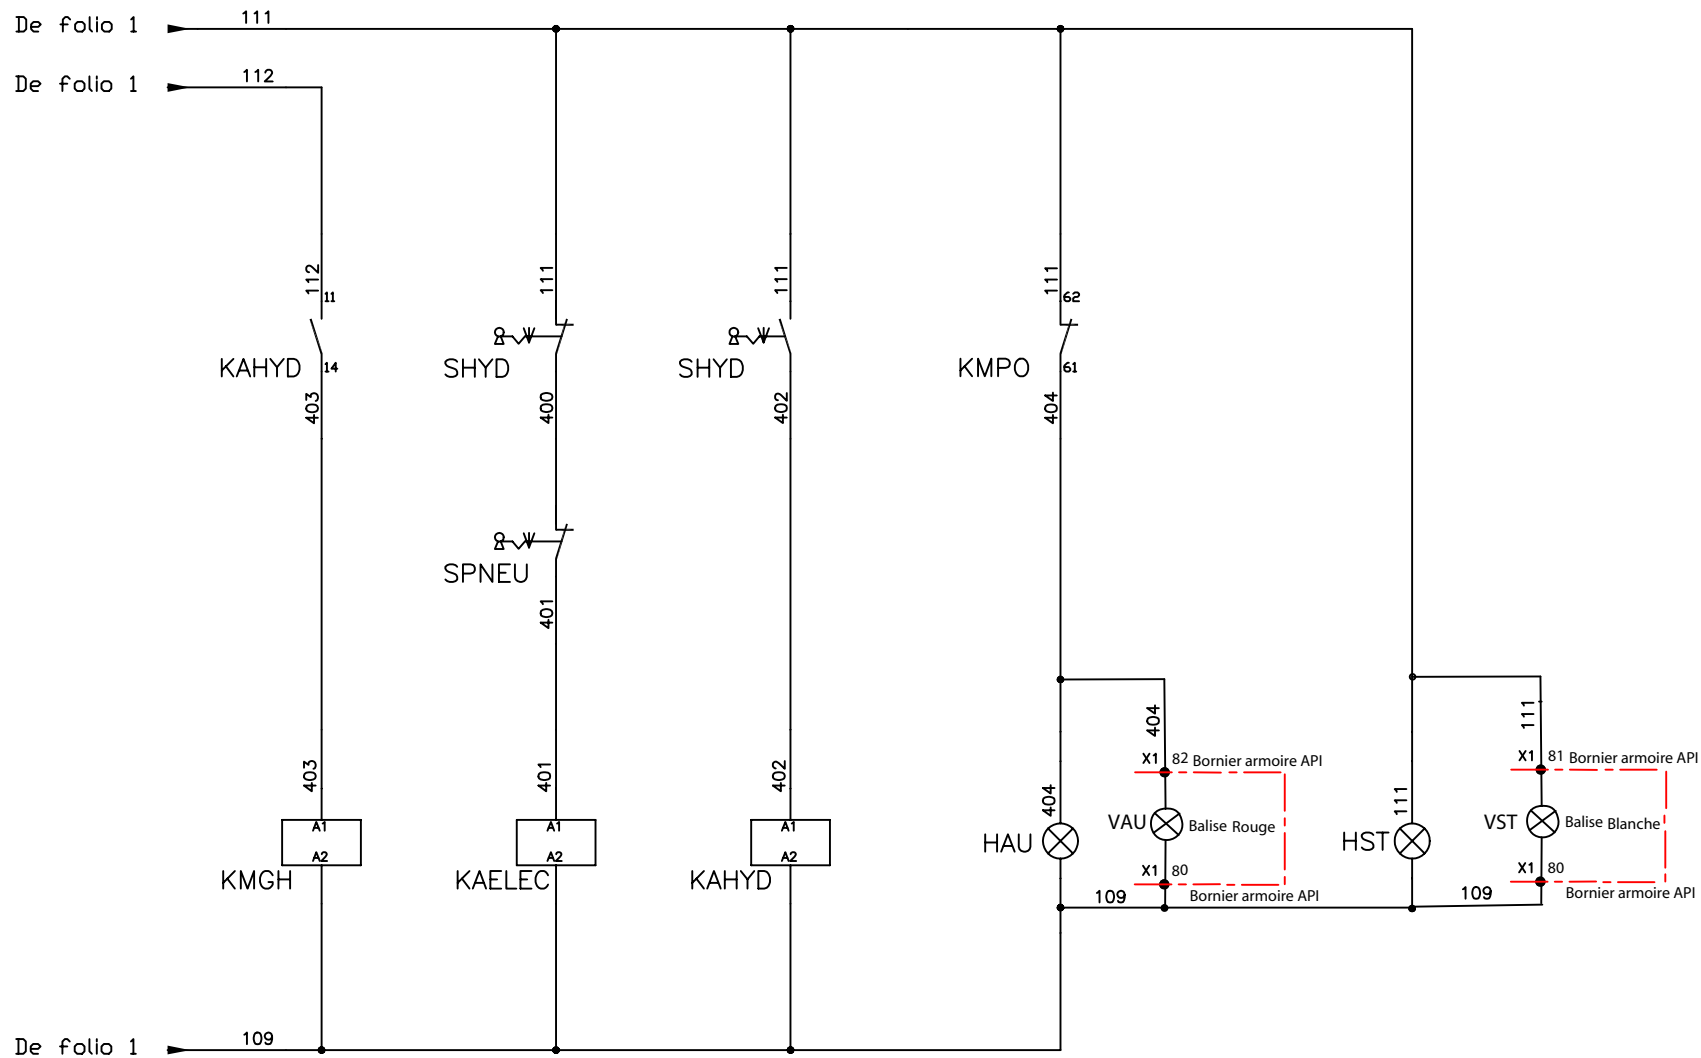 De folio 1
111
De folio 1
112
112
11
KAHYD
14
403
403
A1
A2
KMGH
111
SHYD
400
SPNEU
401
401
A1
A2
KAELEC
111
SHYD
402
402
A1
A2
KAHYD
111
62
KMPO
61
404
404
HAU
404
X1 82 Bornier armoire API
VAU Balise Rouge
X1 80
Bornier armoire API
109
111
HST
111
X1 81 Bornier armoire API
VST Balise Blanche
X1 80
Bornier armoire API
109
De folio 1
109